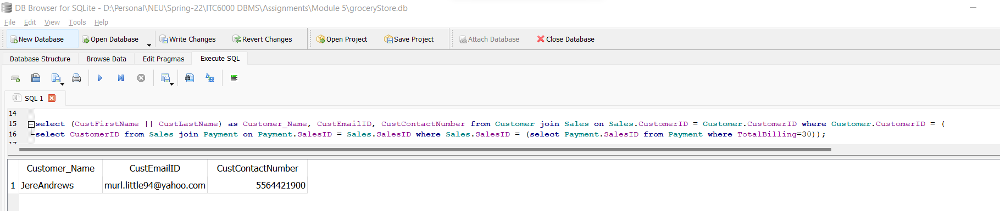 DB Browser for SQLite - D:\Personal\NEU\Spring-22\ITC6000 DBMS\Assignments\Module 5\groceryStore.db
File Edit View Tools Help
New Database Open Database Write Changes Revert Changes Open Project Save Project Attach Database Close Database
Database Structure Browse Data Edit Pragmas Execute SQL
SQL 1
14
15 select (CustFirstName || CustLastName) as Customer_Name, CustEmailID, CustContactNumber from Customer join Sales on Sales.CustomerID = Customer.CustomerID where Customer.CustomerID = (
16 select CustomerID from Sales join Payment on Payment.SalesID = Sales.SalesID where Sales.SalesID = (select Payment.SalesID from Payment where TotalBilling=30));
Customer_Name CustEmailID CustContactNumber
1 JereAndrews murl.little94@yahoo.com 5564421900